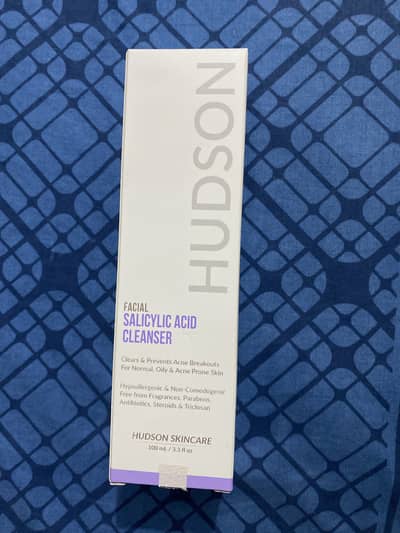 HUDSON
FACIAL
SALICYLIC ACID
CLEANSER
Clears & Prevents Acne Breakouts
For Normal, Oily & Acne Prone Skin
Hypoallergenic & Non-Comedogenic
Free from Fragrances, Parabens,
Antibiotics, Steroids & Triclosan
HUDSON SKINCARE
100 mL / 3.5 fl oz